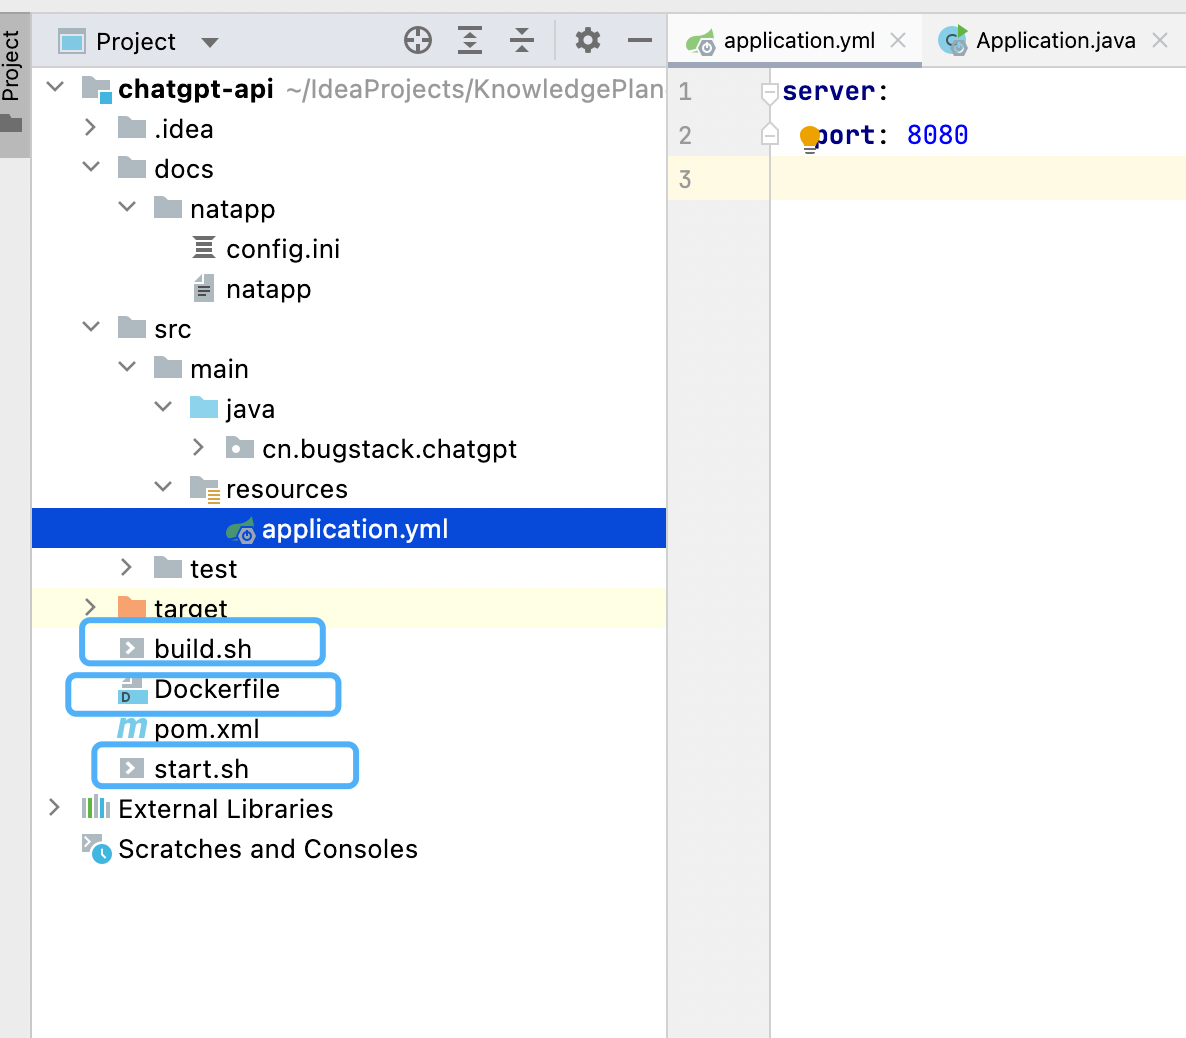 Project
Project
chatgpt-api ~/IdeaProjects/KnowledgePlan
.idea
docs
natapp
config.ini
natapp
src
main
java
cn.bugstack.chatgpt
resources
application.yml
test
target
build.sh
D Dockerfile
m pom.xml
start.sh
External Libraries
Scratches and Consoles
application.yml
C Application.java
1 server:
2 port: 8080
3